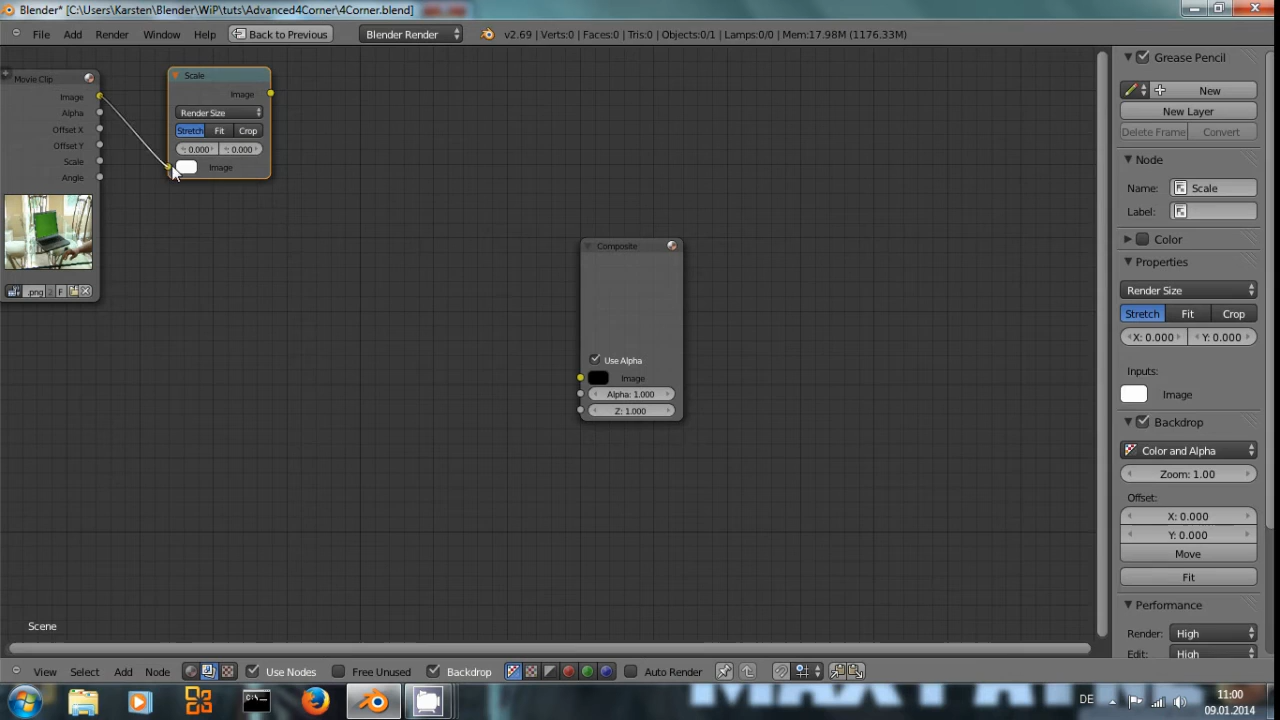 Blender* [C:\Users\Karsten\Blender\WiP\tuts\Advanced4Corner\4Corner.blend]
File Add Render Window Help Back to Previous Blender Render v2.69 | Verts:0 | Faces:0 | Tris:0 | Objects:0/1 | Lamps:0/0 | Mem:17.98M (1176.33M)
Movie Clip
Image
Alpha
Offset X
Offset Y
Scale
Angle
.png 2 F
Scale
Image
Render Size
Stretch Fit Crop
0.000 0.000
Image
Composite
Use Alpha
Image
Alpha: 1.000
Z: 1.000
Scene
Grease Pencil
New
New Layer
Delete Frame Convert
Node
Name: Scale
Label:
Color
Properties
Render Size
Stretch Fit Crop
X: 0.000 Y: 0.000
Inputs:
Image
Backdrop
Color and Alpha
Zoom: 1.00
Offset:
X: 0.000
Y: 0.000
Move
Fit
Performance
Render: High
Edit: High
View Select Add Node Use Nodes Free Unused Backdrop Auto Render
DE
11:00
09.01.2014